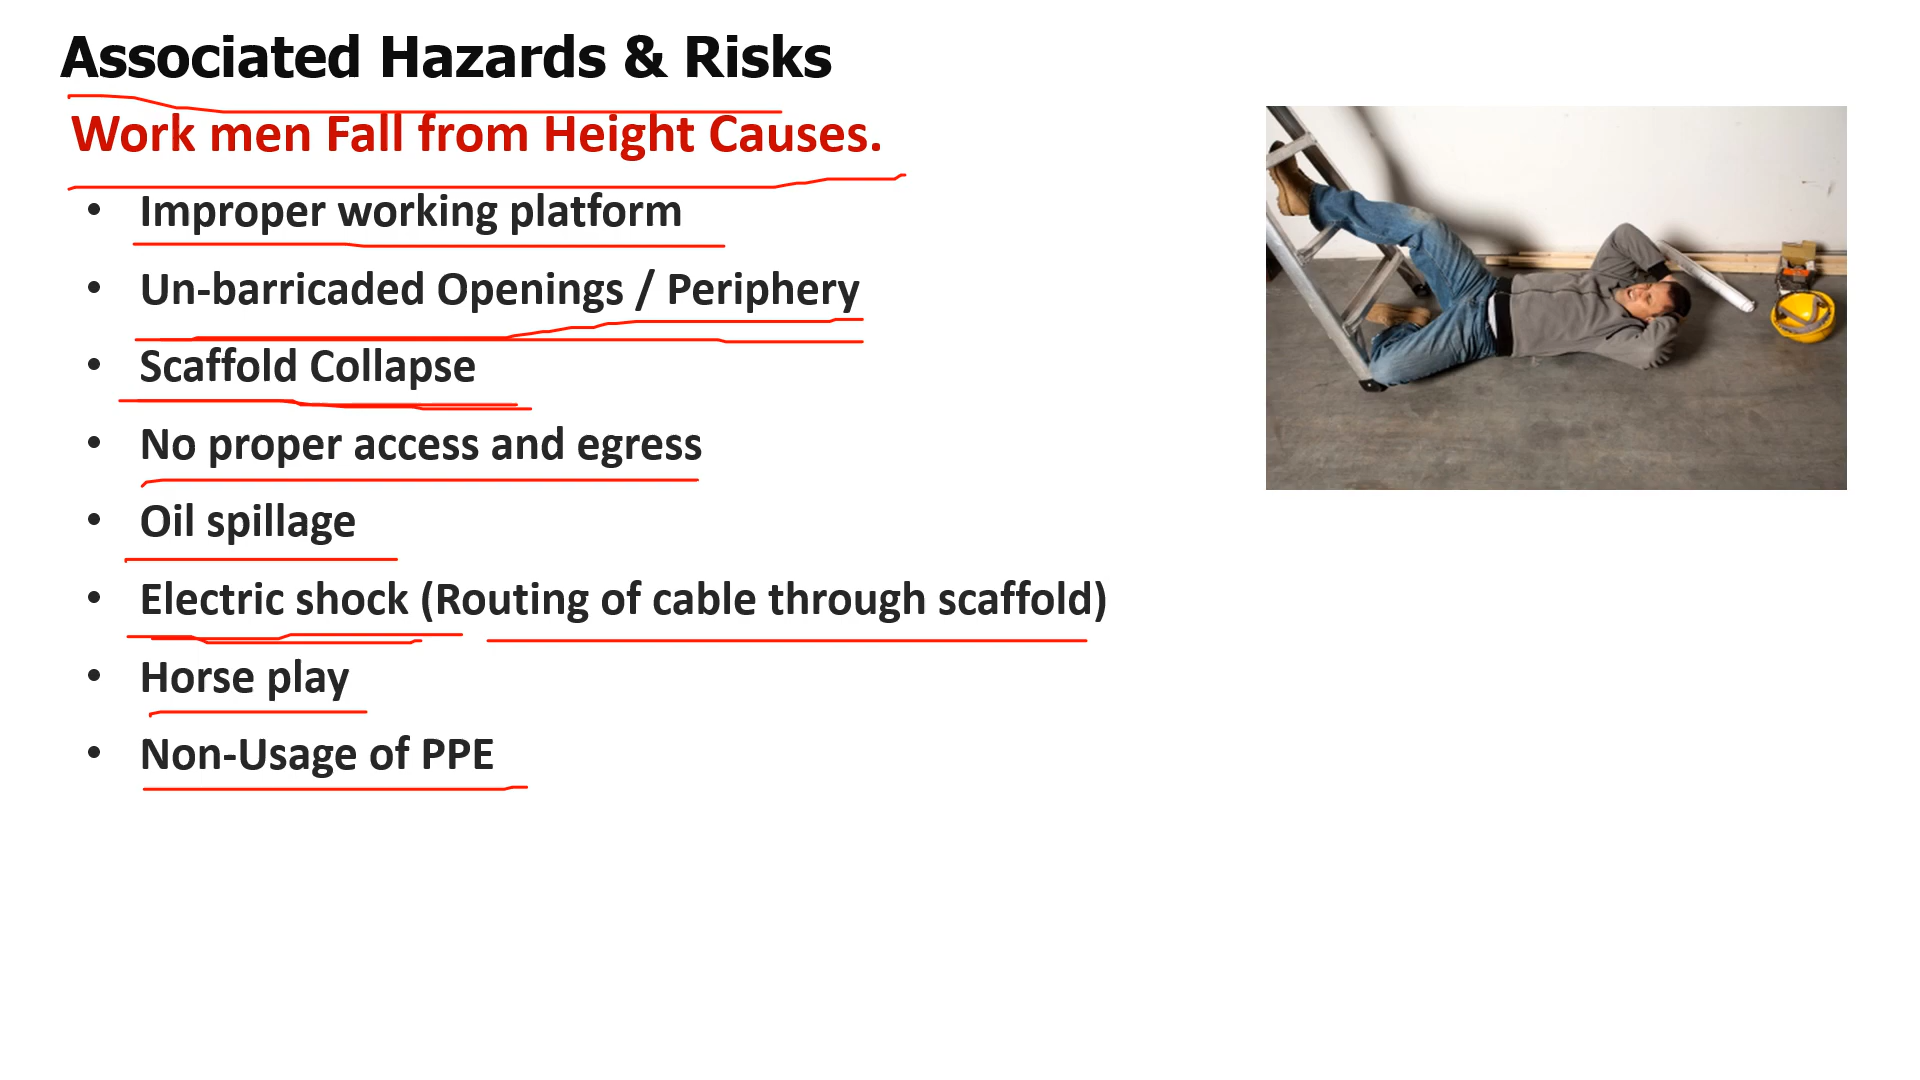 Associated Hazards & Risks
Work men Fall from Height Causes.
• Improper working platform
• Un-barricaded Openings / Periphery
• Scaffold Collapse
• No proper access and egress
• Oil spillage
• Electric shock (Routing of cable through scaffold)
• Horse play
• Non-Usage of PPE